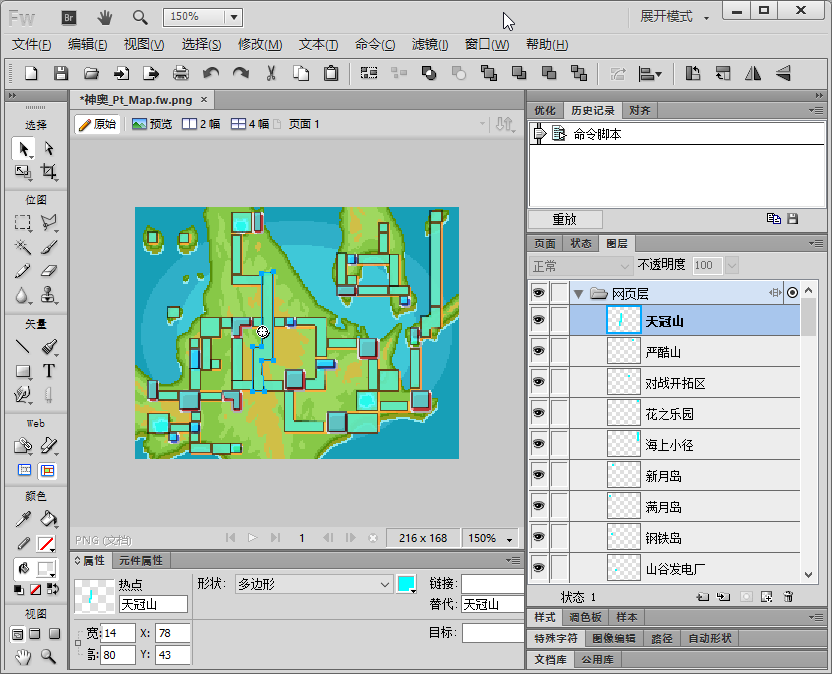 Fw Br 150% 展开模式
文件(F) 编辑(E) 视图(V) 选择(S) 修改(M) 文本(T) 命令(C) 滤镜(I) 窗口(W) 帮助(H)
*神奥_Pt_Map.fw.png ×
原始 预览 2 幅 4 幅 页面 1
选择
位图
矢量
T
Web
颜色
视图
优化 历史记录 对齐
命令脚本
重放
页面 状态 图层
正常 不透明度 100
网页层
天冠山
严酷山
对战开拓区
花之乐园
海上小径
新月岛
满月岛
钢铁岛
山谷发电厂
状态 1
样式 调色板 样本
特殊字符 图像编辑 路径 自动形状
文档库 公用库
PNG (文档) 1 216 x 168 150%
属性 元件属性
热点 形状: 多边形 链接:
天冠山 替代: 天冠山
宽: 14 X: 78 目标:
高: 80 Y: 43